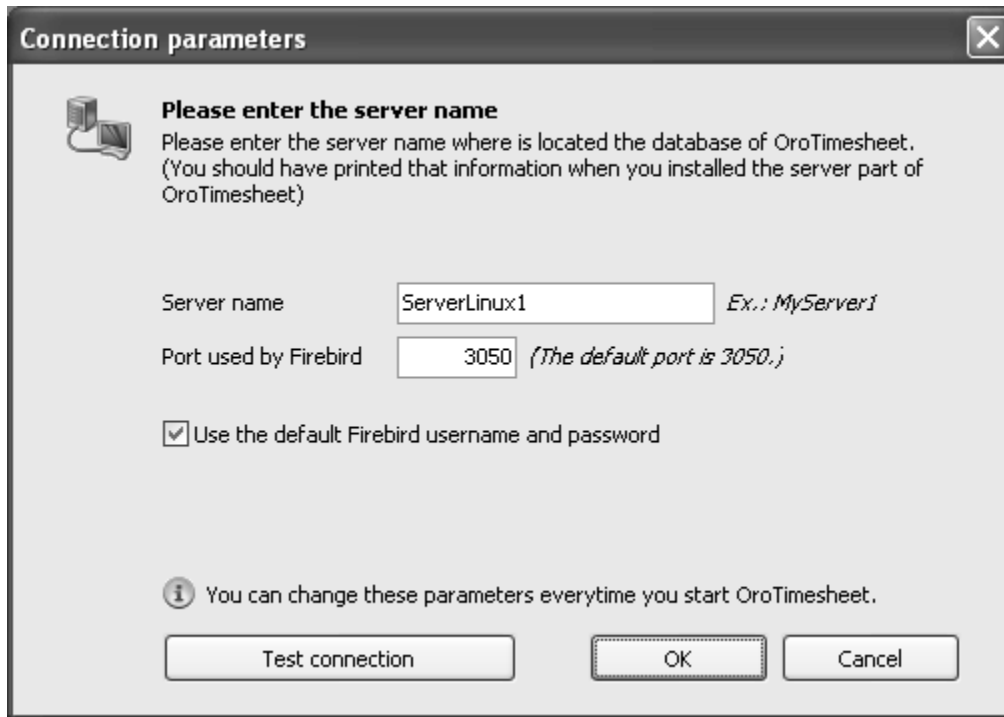 Connection parameters
Please enter the server name
Please enter the server name where is located the database of OroTimesheet.
(You should have printed that information when you installed the server part of
OroTimesheet)
Server name ServerLinux1 Ex.: MyServer1
Port used by Firebird 3050 (The default port is 3050.)
Use the default Firebird username and password
You can change these parameters everytime you start OroTimesheet.
Test connection OK Cancel